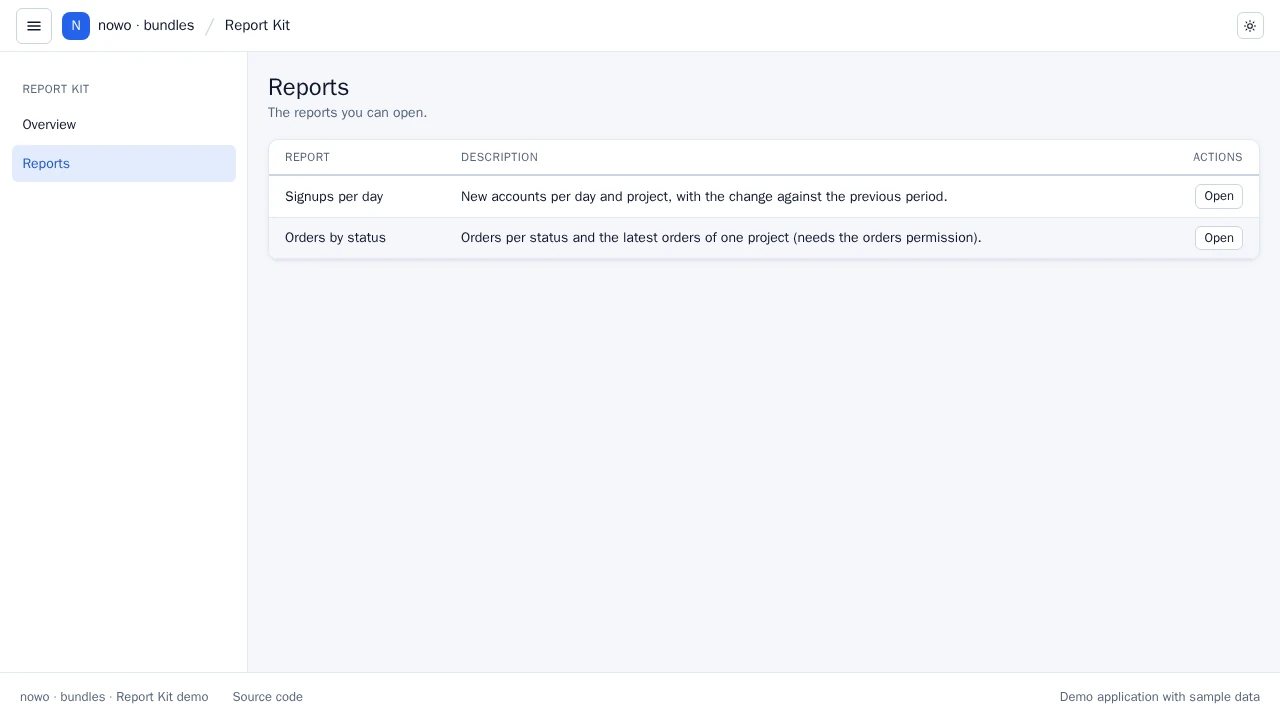 N nowo · bundles / Report Kit
REPORT KIT
Overview
Reports
Reports
The reports you can open.
REPORT DESCRIPTION ACTIONS
Signups per day New accounts per day and project, with the change against the previous period. Open
Orders by status Orders per status and the latest orders of one project (needs the orders permission). Open
nowo · bundles · Report Kit demo Source code Demo application with sample data